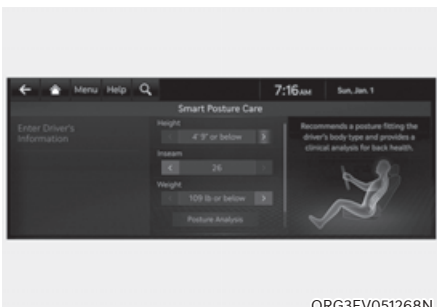 Menu Help 7:16AM Sun, Jan. 1
Smart Posture Care
Enter Driver's
Information
Height
4' 9" or below
Inseam
26
Weight
109 lb or below
Posture Analysis
Recommends a posture fitting the
driver's body type and provides a
clinical analysis for back health.
ORG3EV051268N